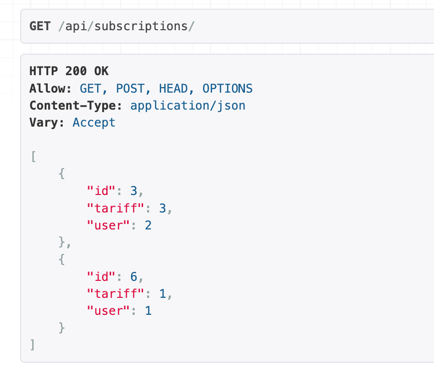 GET /api/subscriptions/
HTTP 200 OK
Allow: GET, POST, HEAD, OPTIONS
Content-Type: application/json
Vary: Accept
[
{
"id": 3,
"tariff": 3,
"user": 2
},
{
"id": 6,
"tariff": 1,
"user": 1
}
]